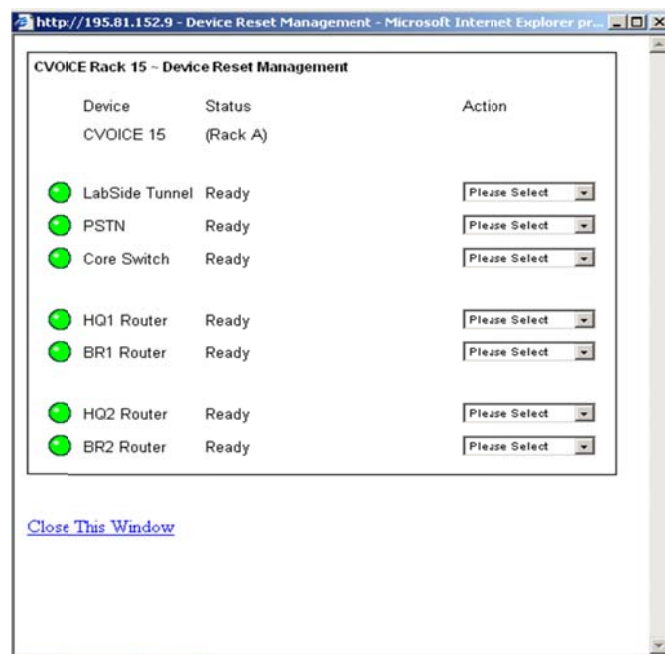 http://195.81.152.9 - Device Reset Management - Microsoft Internet Explorer pr...
CVOICE Rack 15 ~ Device Reset Management
Device Status Action
CVOICE 15 (Rack A)
LabSide Tunnel Ready Please Select
PSTN Ready Please Select
Core Switch Ready Please Select
HQ1 Router Ready Please Select
BR1 Router Ready Please Select
HQ2 Router Ready Please Select
BR2 Router Ready Please Select
Close This Window